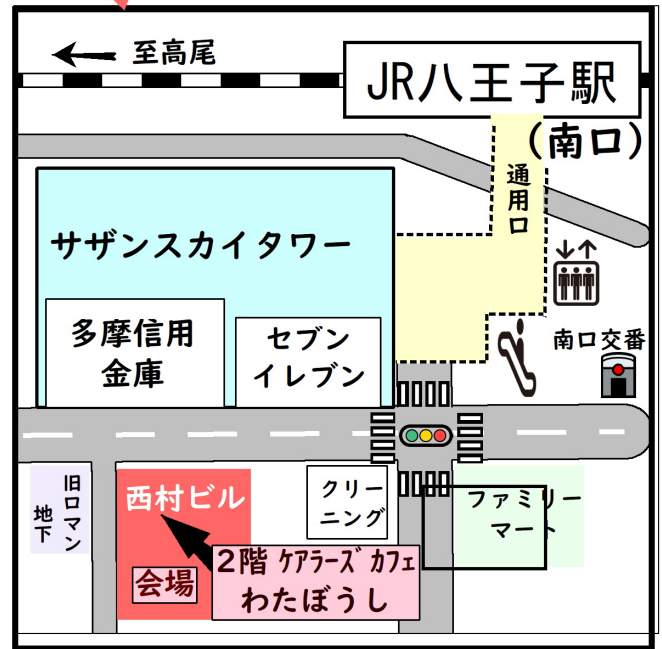 至高尾
JR八王子駅
(南口)
通用口
サザンスカイタワー
多摩信用
金庫
セブン
イレブン
南口交番
旧ロマン
地下
西村ビル
クリー
ニング
ファミリー
マート
会場
2階 ケアラーズ カフェ
わたぼうし